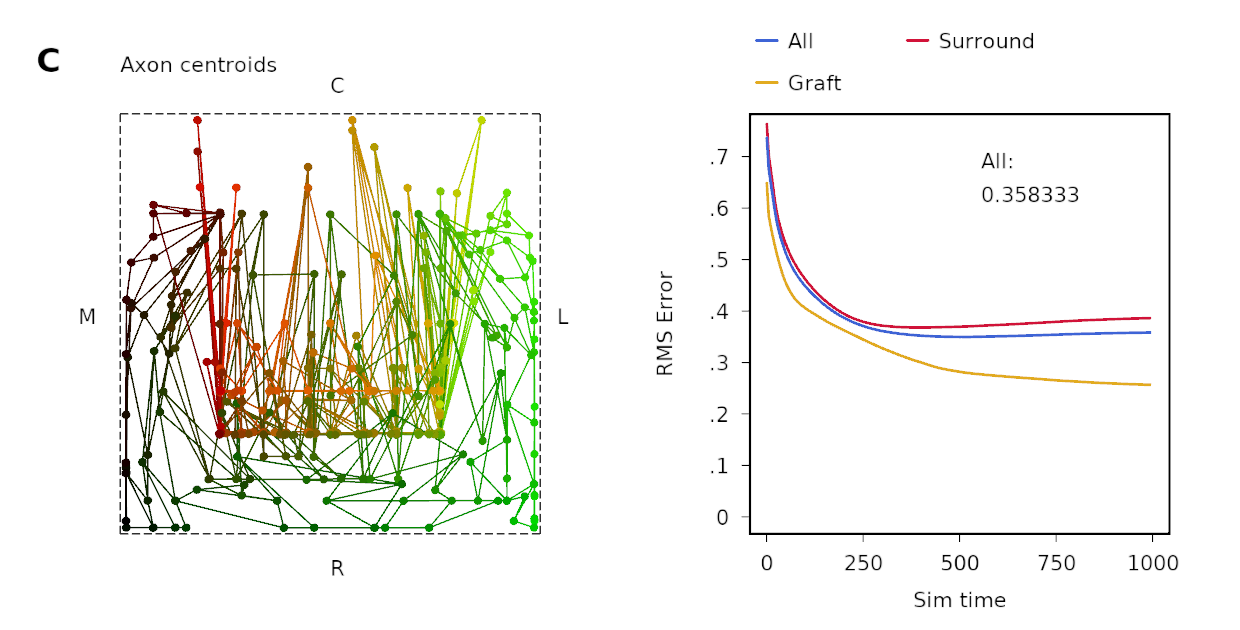 C
Axon centroids
C
M
L
R
All
Surround
Graft
All:
0.358333
RMS Error
.7
.6
.5
.4
.3
.2
.1
0
0 250 500 750 1000
Sim time